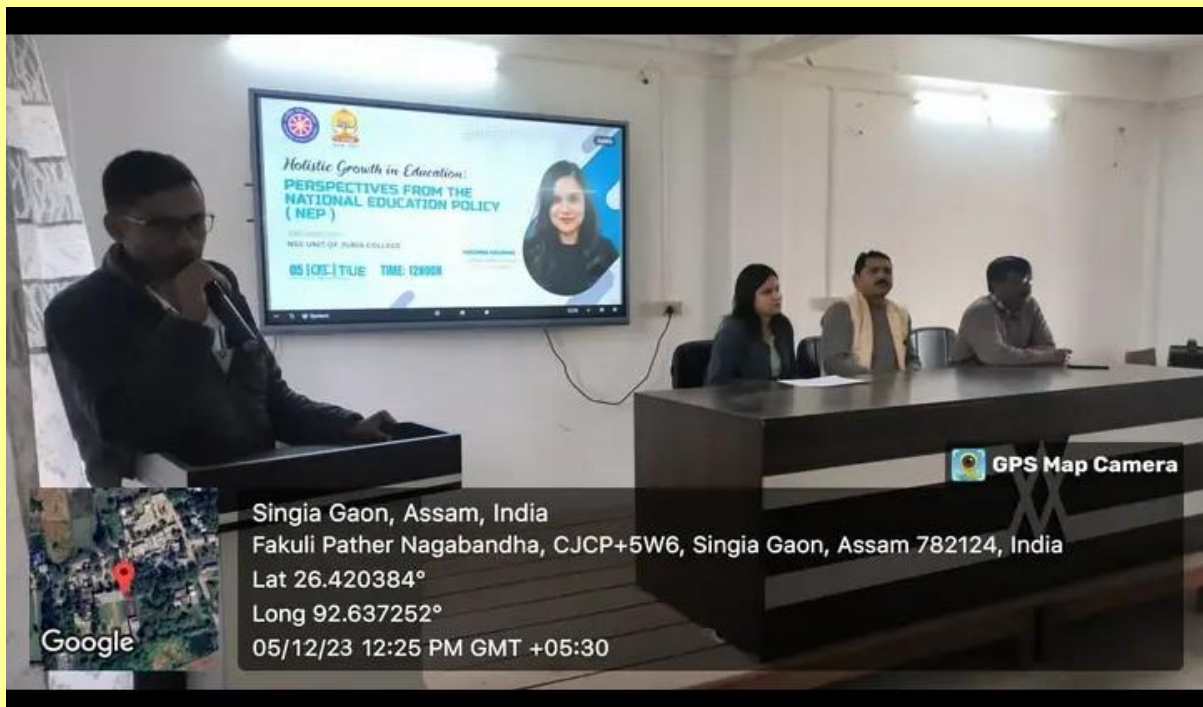 Holistic Growth in Education:
PERSPECTIVES FROM THE
NATIONAL EDUCATION POLICY
( NEP )
NSS UNIT OF JURIA COLLEGE
05 | DEC | TUE TIME: 12NOON
GPS Map Camera
Singia Gaon, Assam, India
Fakuli Pather Nagabandha, CJCP+5W6, Singia Gaon, Assam 782124, India
Lat 26.420384°
Long 92.637252°
05/12/23 12:25 PM GMT +05:30
Google